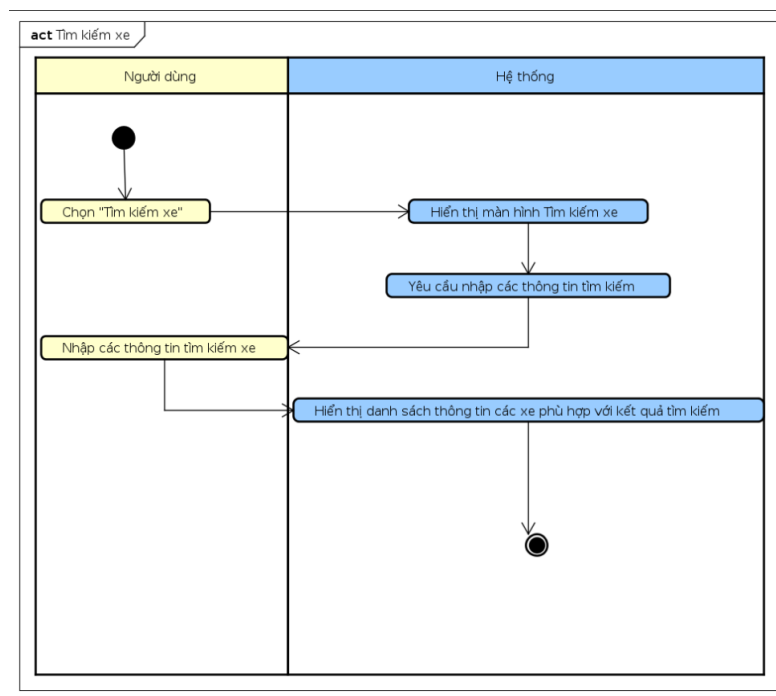 act Tìm kiếm xe
Người dùng
Hệ thống
Chọn "Tìm kiếm xe"
Hiển thị màn hình Tìm kiếm xe
Yêu cầu nhập các thông tin tìm kiếm
Nhập các thông tin tìm kiếm xe
Hiển thị danh sách thông tin các xe phù hợp với kết quả tìm kiếm